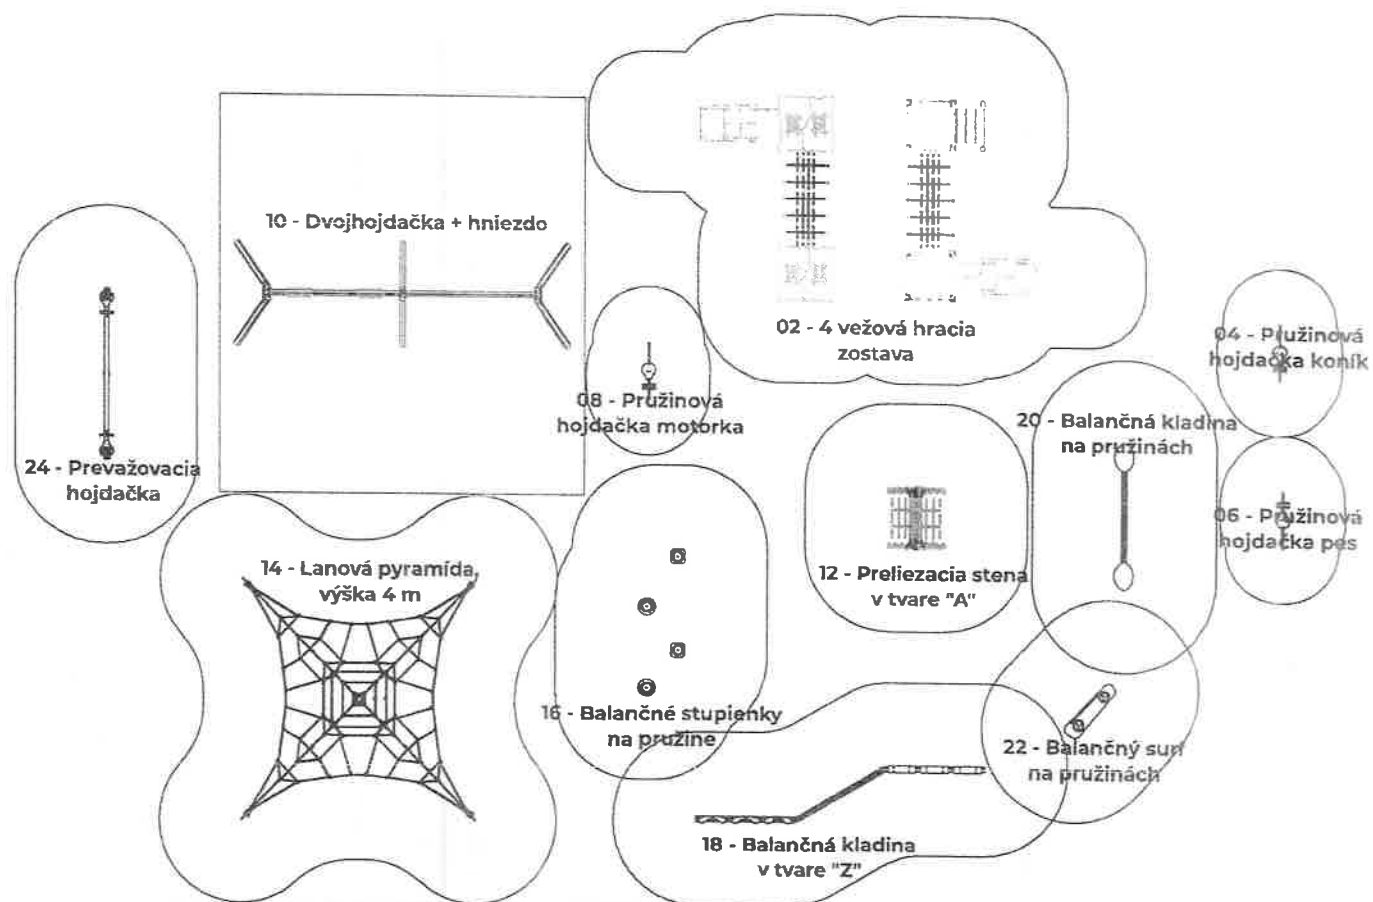 10 - Dvojhojdačka + hniezdo
02 - 4 vežová hracia
zostava
04 - Pružinová
hojdačka koník
08 - Pružinová
hojdačka motorka
20 - Balančná kladina
na pružinách
24 - Prevažovacia
hojdačka
06 - Pružinová
hojdačka pes
14 - Lanová pyramída,
výška 4 m
12 - Preliezacia stena
v tvare "A"
16 - Balančné stupienky
na pružine
22 - Balančný surf
na pružinách
18 - Balančná kladina
v tvare "Z"